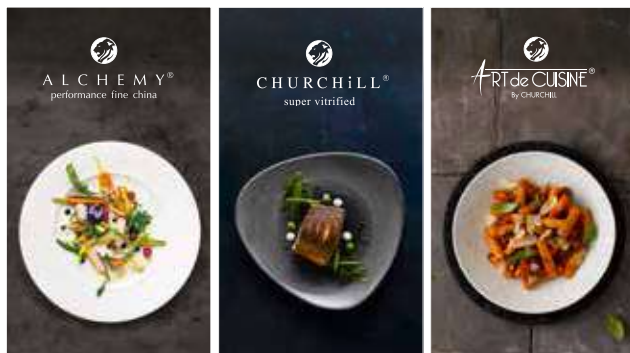 ALCHEMY®
performance fine china
CHURCHiLL®
super vitrified
ART de CUISINE®
By CHURCHILL